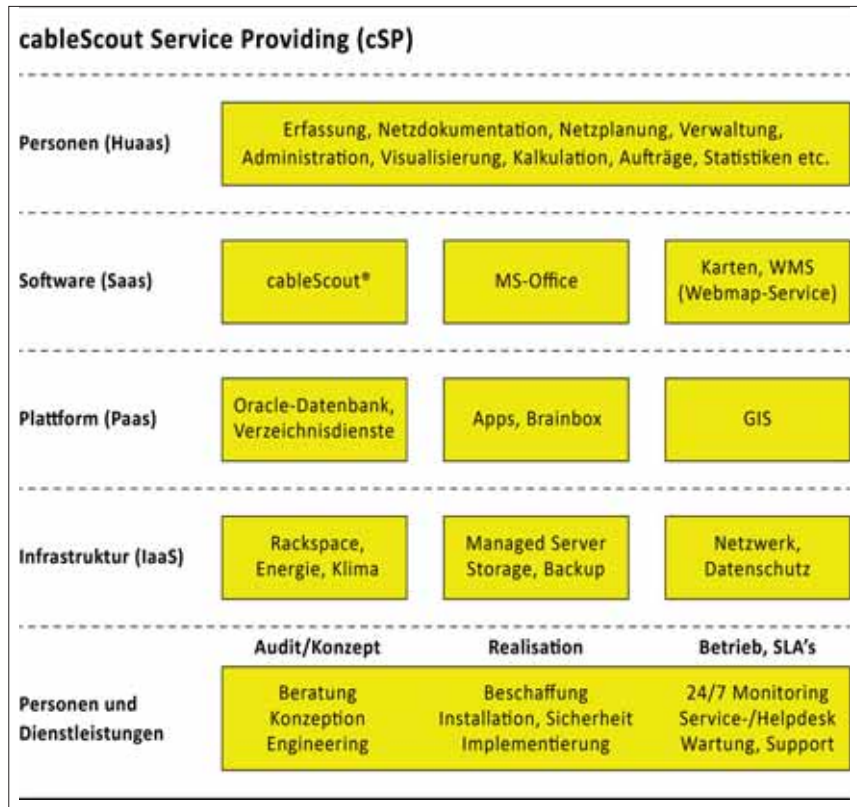 cableScout Service Providing (cSP)
Personen (Huaas)
Erfassung, Netzdokumentation, Netzplanung, Verwaltung,
Administration, Visualisierung, Kalkulation, Aufträge, Statistiken etc.
Software (Saas)
cableScout®
MS-Office
Karten, WMS
(Webmap-Service)
Plattform (Paas)
Oracle-Datenbank,
Verzeichnisdienste
Apps, Brainbox
GIS
Infrastruktur (IaaS)
Rackspace,
Energie, Klima
Managed Server
Storage, Backup
Netzwerk,
Datenschutz
Personen und
Dienstleistungen
Audit/Konzept
Beratung
Konzeption
Engineering
Realisation
Beschaffung
Installation, Sicherheit
Implementierung
Betrieb, SLA's
24/7 Monitoring
Service-/Helpdesk
Wartung, Support